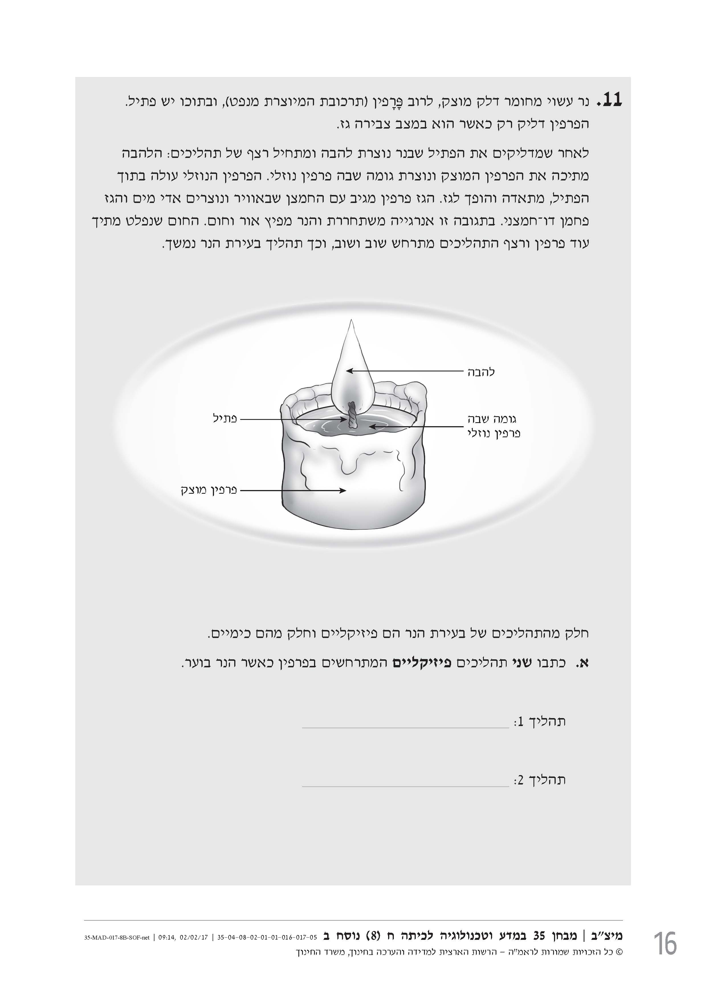 11. נר עשוי מחומר דלק מוצק, לרוב פָּרָפִין (תרכובת המיוצרת מנפט), ובתוכו יש פתיל.
הפרפין דליק רק כאשר הוא במצב צבירה גז.
לאחר שמדליקים את הפתיל שבנר נוצרת להבה ומתחיל רצף של תהליכים: הלהבה
מתיכה את הפרפין המוצק ונוצרת גומה שבה פרפין נוזלי. הפרפין הנוזלי עולה בתוך
הפתיל, מתאדה והופך לגז. הגז פרפין מגיב עם החמצן שבאוויר ונוצרים אדי מים והגז
פחמן דו־חמצני. בתגובה זו אנרגייה משתחררת והנר מפיץ אור וחום. החום שנפלט מתיך
עוד פרפין ורצף התהליכים מתרחש שוב ושוב, וכך תהליך בעירת הנר נמשך.
להבה
פתיל
גומה שבה
פרפין נוזלי
פרפין מוצק
חלק מהתהליכים של בעירת הנר הם פיזיקליים וחלק מהם כימיים.
א. כתבו שני תהליכים פיזיקליים המתרחשים בפרפין כאשר הנר בוער.
תהליך 1:
תהליך 2:
מיצ"ב | מבחן 35 במדע וטכנולוגיה לכיתה ח (8) נוסח ב 35-04-08-02-01-01-016-017-05 | 09:14, 02/02/17 | 35-MAD-017-8B-SOF-net
© כל הזכויות שמורות לראמ"ה – הרשות הארצית למדידה והערכה בחינוך, משרד החינוך
16